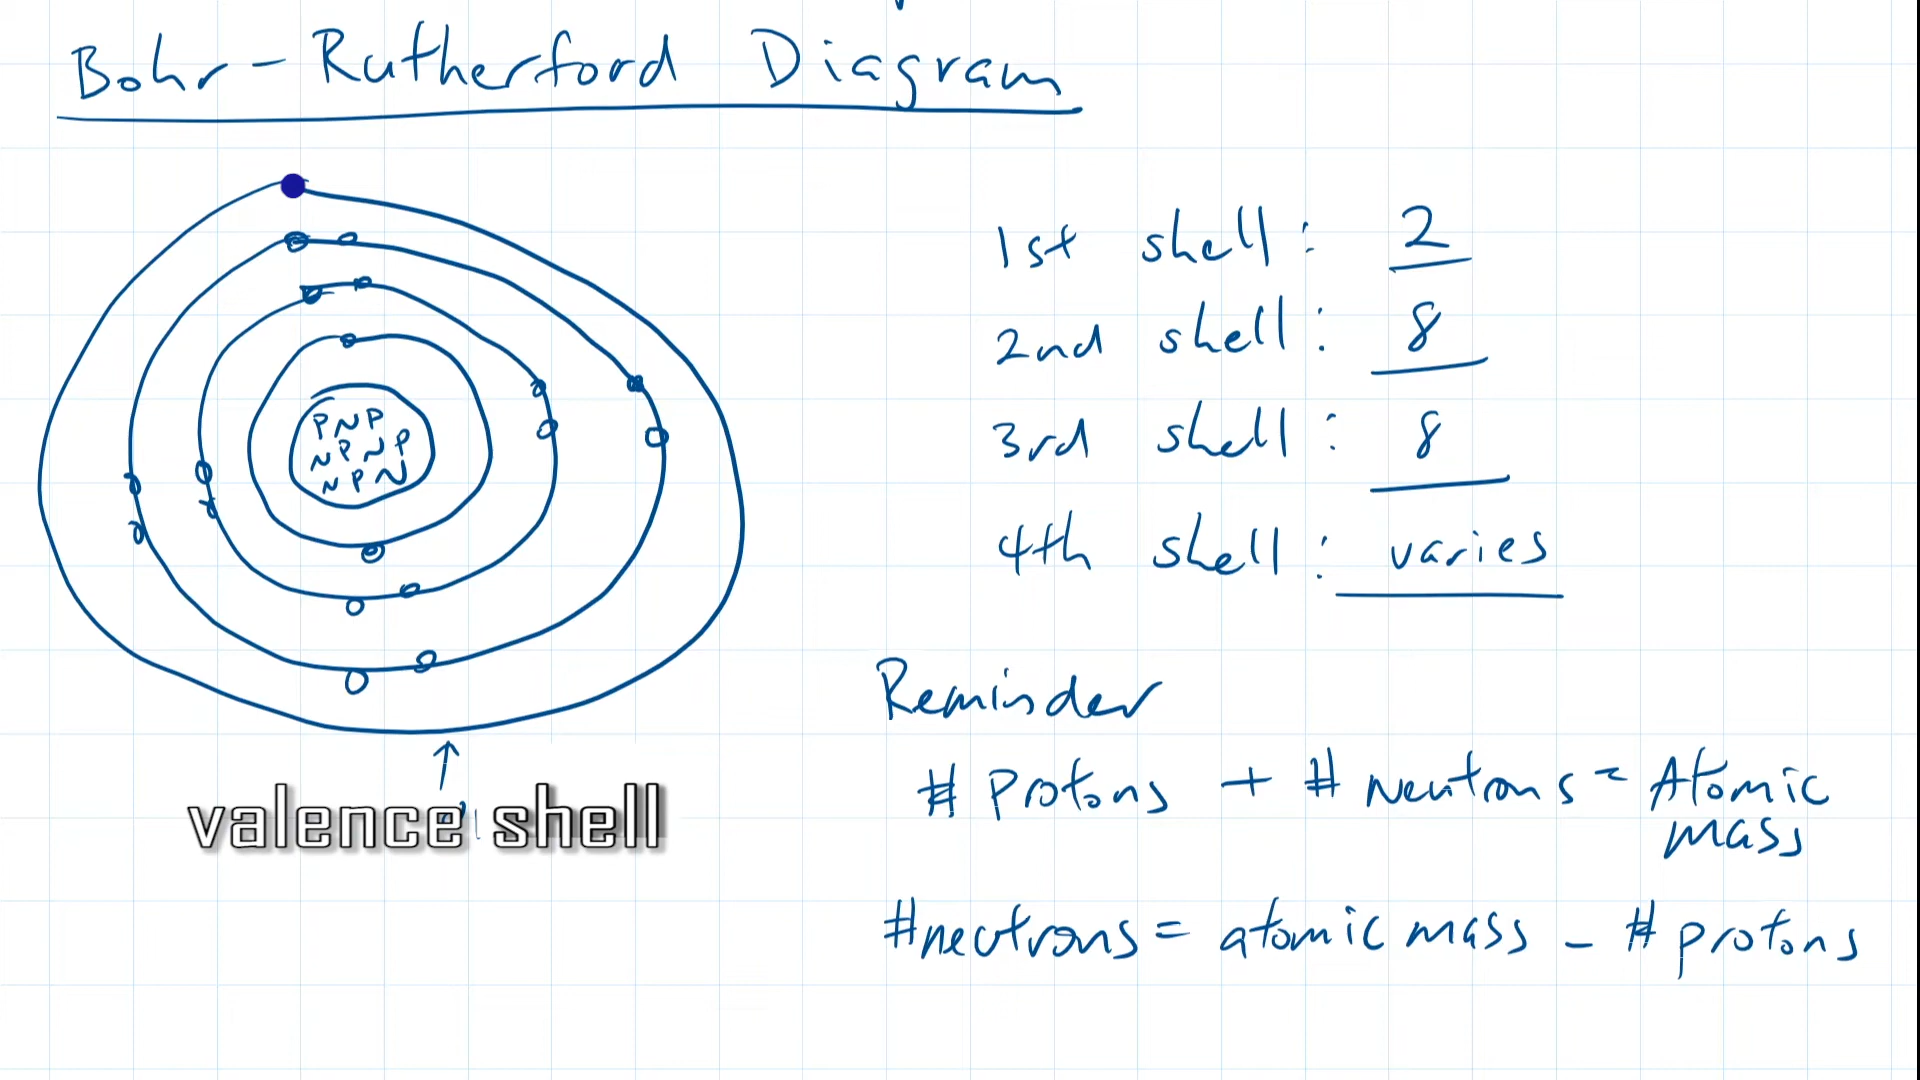 Bohr - Rutherford Diagram
1st shell : 2
2nd shell : 8
3rd shell : 8
4th shell : varies
P N P
N P N P
N P N
valence shell
Reminder
# Protons + # Neutrons = Atomic
mass
#neutrons = atomic mass - # protons